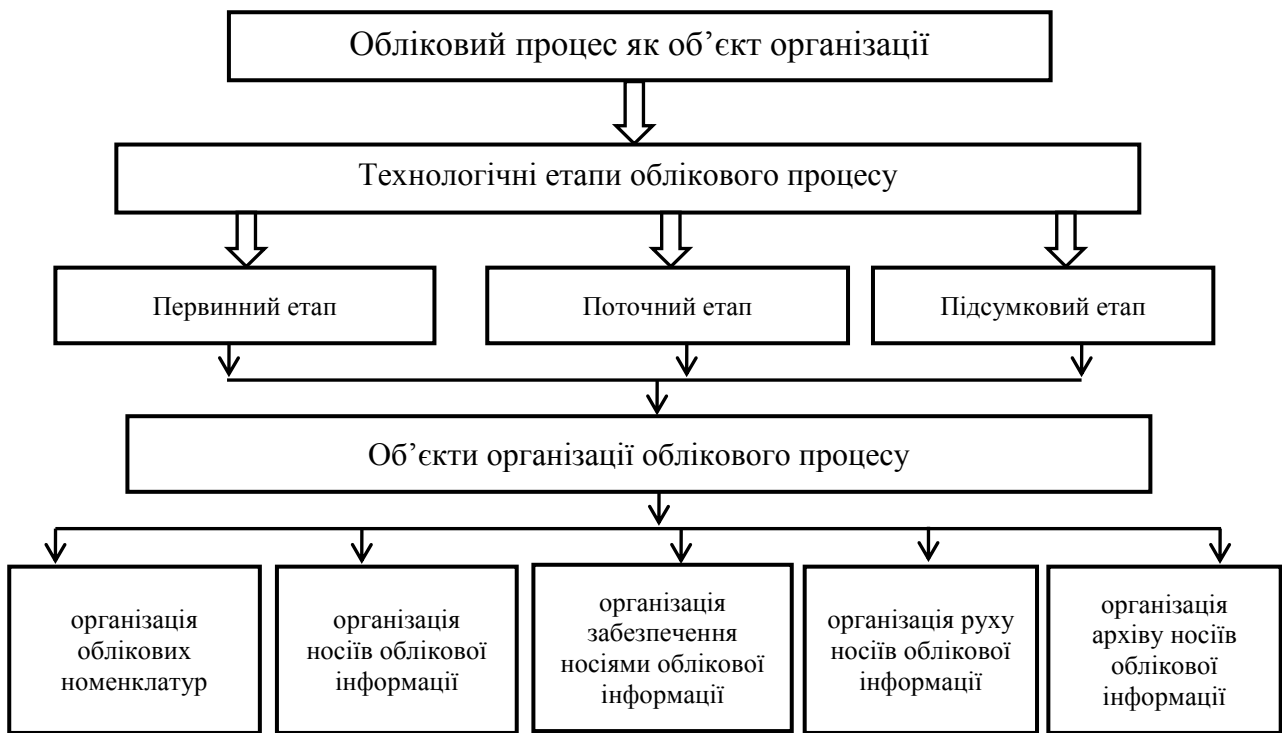 Обліковий процес як об’єкт організації
Технологічні етапи облікового процесу
Первинний етап
Поточний етап
Підсумковий етап
Об’єкти організації облікового процесу
організація
облікових
номенклатур
організація
носіїв облікової
інформації
організація
забезпечення
носіями облікової
інформації
організація руху
носіїв облікової
інформації
організація
архіву носіїв
облікової
інформації